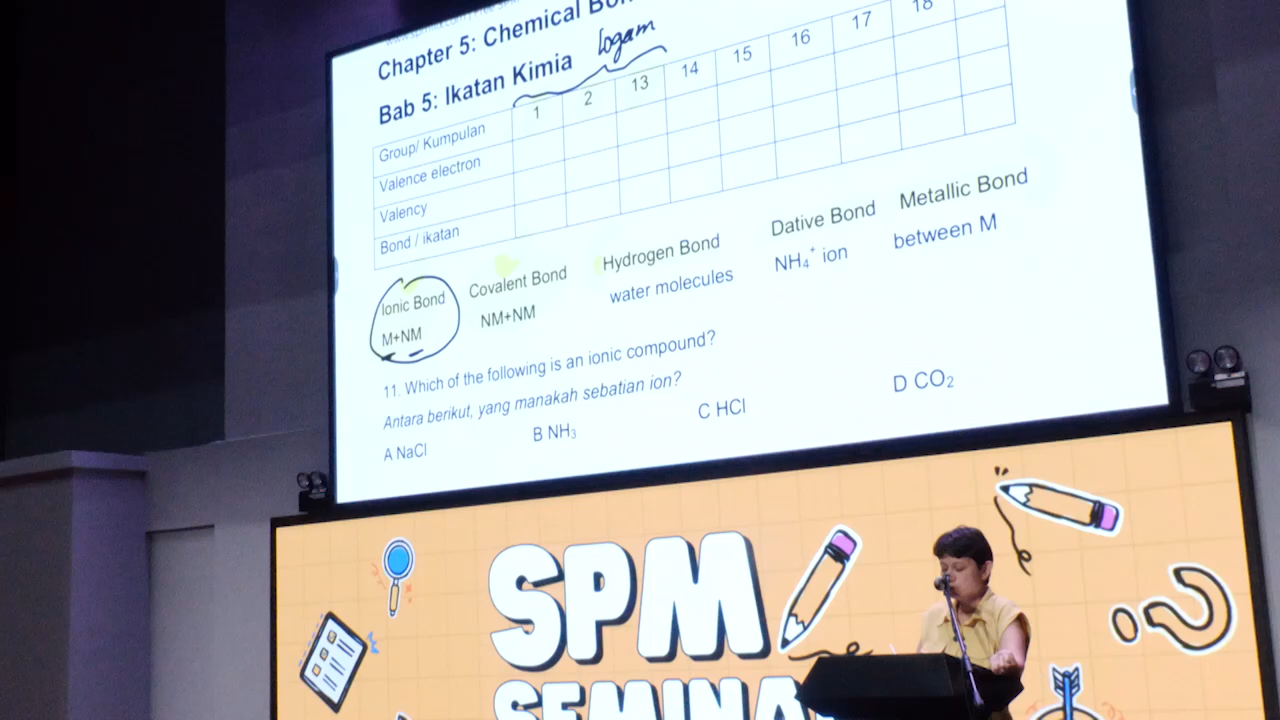 Chapter 5: Chemical
Bab 5: Ikatan Kimia logam
Group/ Kumpulan 1 2 13 14 15 16 17 18
Valence electron
Valency
Bond / ikatan
Ionic Bond Covalent Bond Hydrogen Bond Dative Bond Metallic Bond
M+NM NM+NM water molecules NH₄⁺ ion between M
11. Which of the following is an ionic compound?
Antara berikut, yang manakah sebatian ion?
A NaCl B NH₃ C HCl D CO₂
SPM